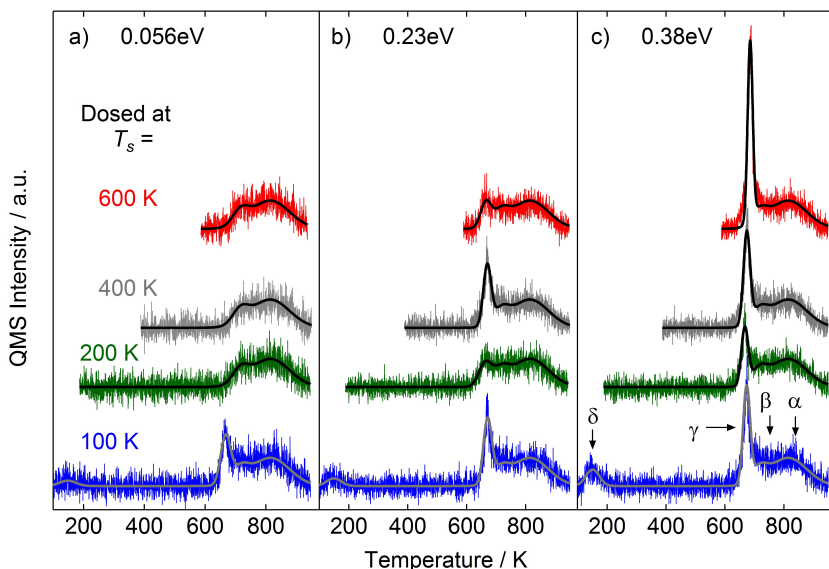 a) 0.056eV
b) 0.23eV
c) 0.38eV
Dosed at
Ts =
600 K
400 K
200 K
100 K
δ
γ
β
α
200 400 600 800
200 400 600 800
200 400 600 800
QMS Intensity / a.u.
Temperature / K